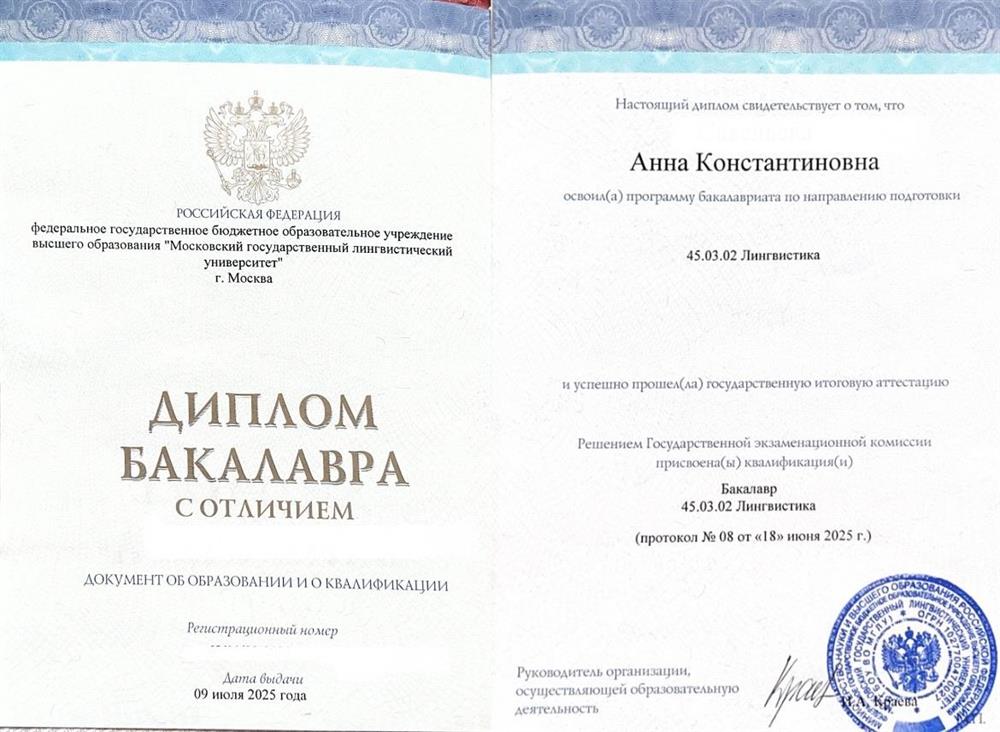 РОССИЙСКАЯ ФЕДЕРАЦИЯ
федеральное государственное бюджетное образовательное учреждение
высшего образования "Московский государственный лингвистический
университет"
г. Москва
ДИПЛОМ
БАКАЛАВРА
С ОТЛИЧИЕМ
ДОКУМЕНТ ОБ ОБРАЗОВАНИИ И О КВАЛИФИКАЦИИ
Регистрационный номер
Дата выдачи
09 июля 2025 года
Настоящий диплом свидетельствует о том, что
Анна Константиновна
освоил(а) программу бакалавриата по направлению подготовки
45.03.02 Лингвистика
и успешно прошел(ла) государственную итоговую аттестацию
Решением Государственной экзаменационной комиссии
присвоена(ы) квалификация(и)
Бакалавр
45.03.02 Лингвистика
(протокол № 08 от «18» июня 2025 г.)
Руководитель организации,
осуществляющей образовательную
деятельность
И.А. Краева